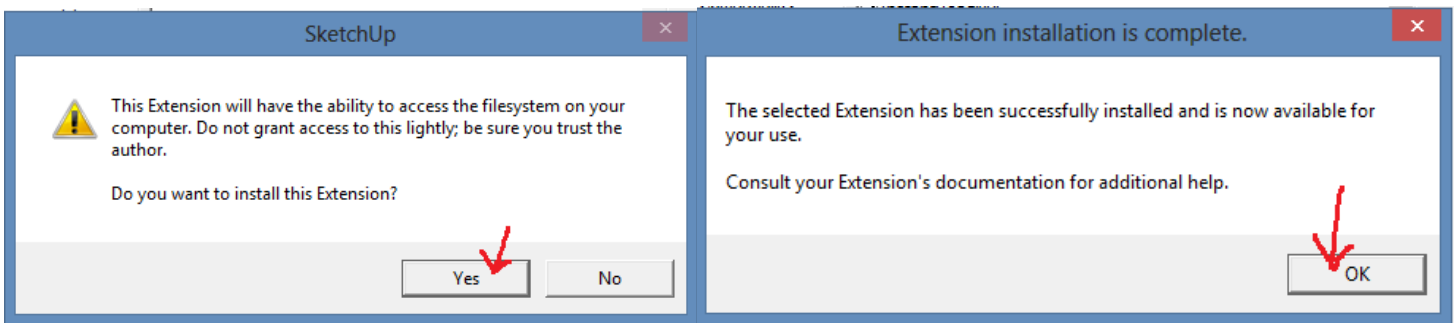 SketchUp
This Extension will have the ability to access the filesystem on your
computer. Do not grant access to this lightly; be sure you trust the
author.
Do you want to install this Extension?
Yes
No
Extension installation is complete.
The selected Extension has been successfully installed and is now available for
your use.
Consult your Extension's documentation for additional help.
OK